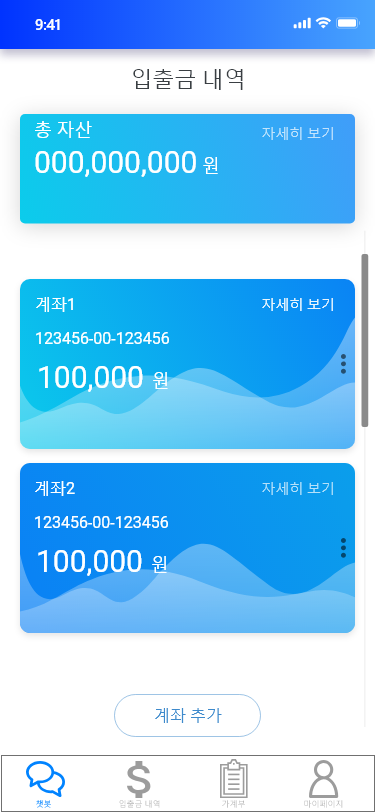 9:41
입출금 내역
총 자산
자세히 보기
000,000,000 원
계좌1
자세히 보기
123456-00-123456
100,000 원
계좌2
자세히 보기
123456-00-123456
100,000 원
계좌 추가
챗봇 입출금 내역 가계부 마이페이지